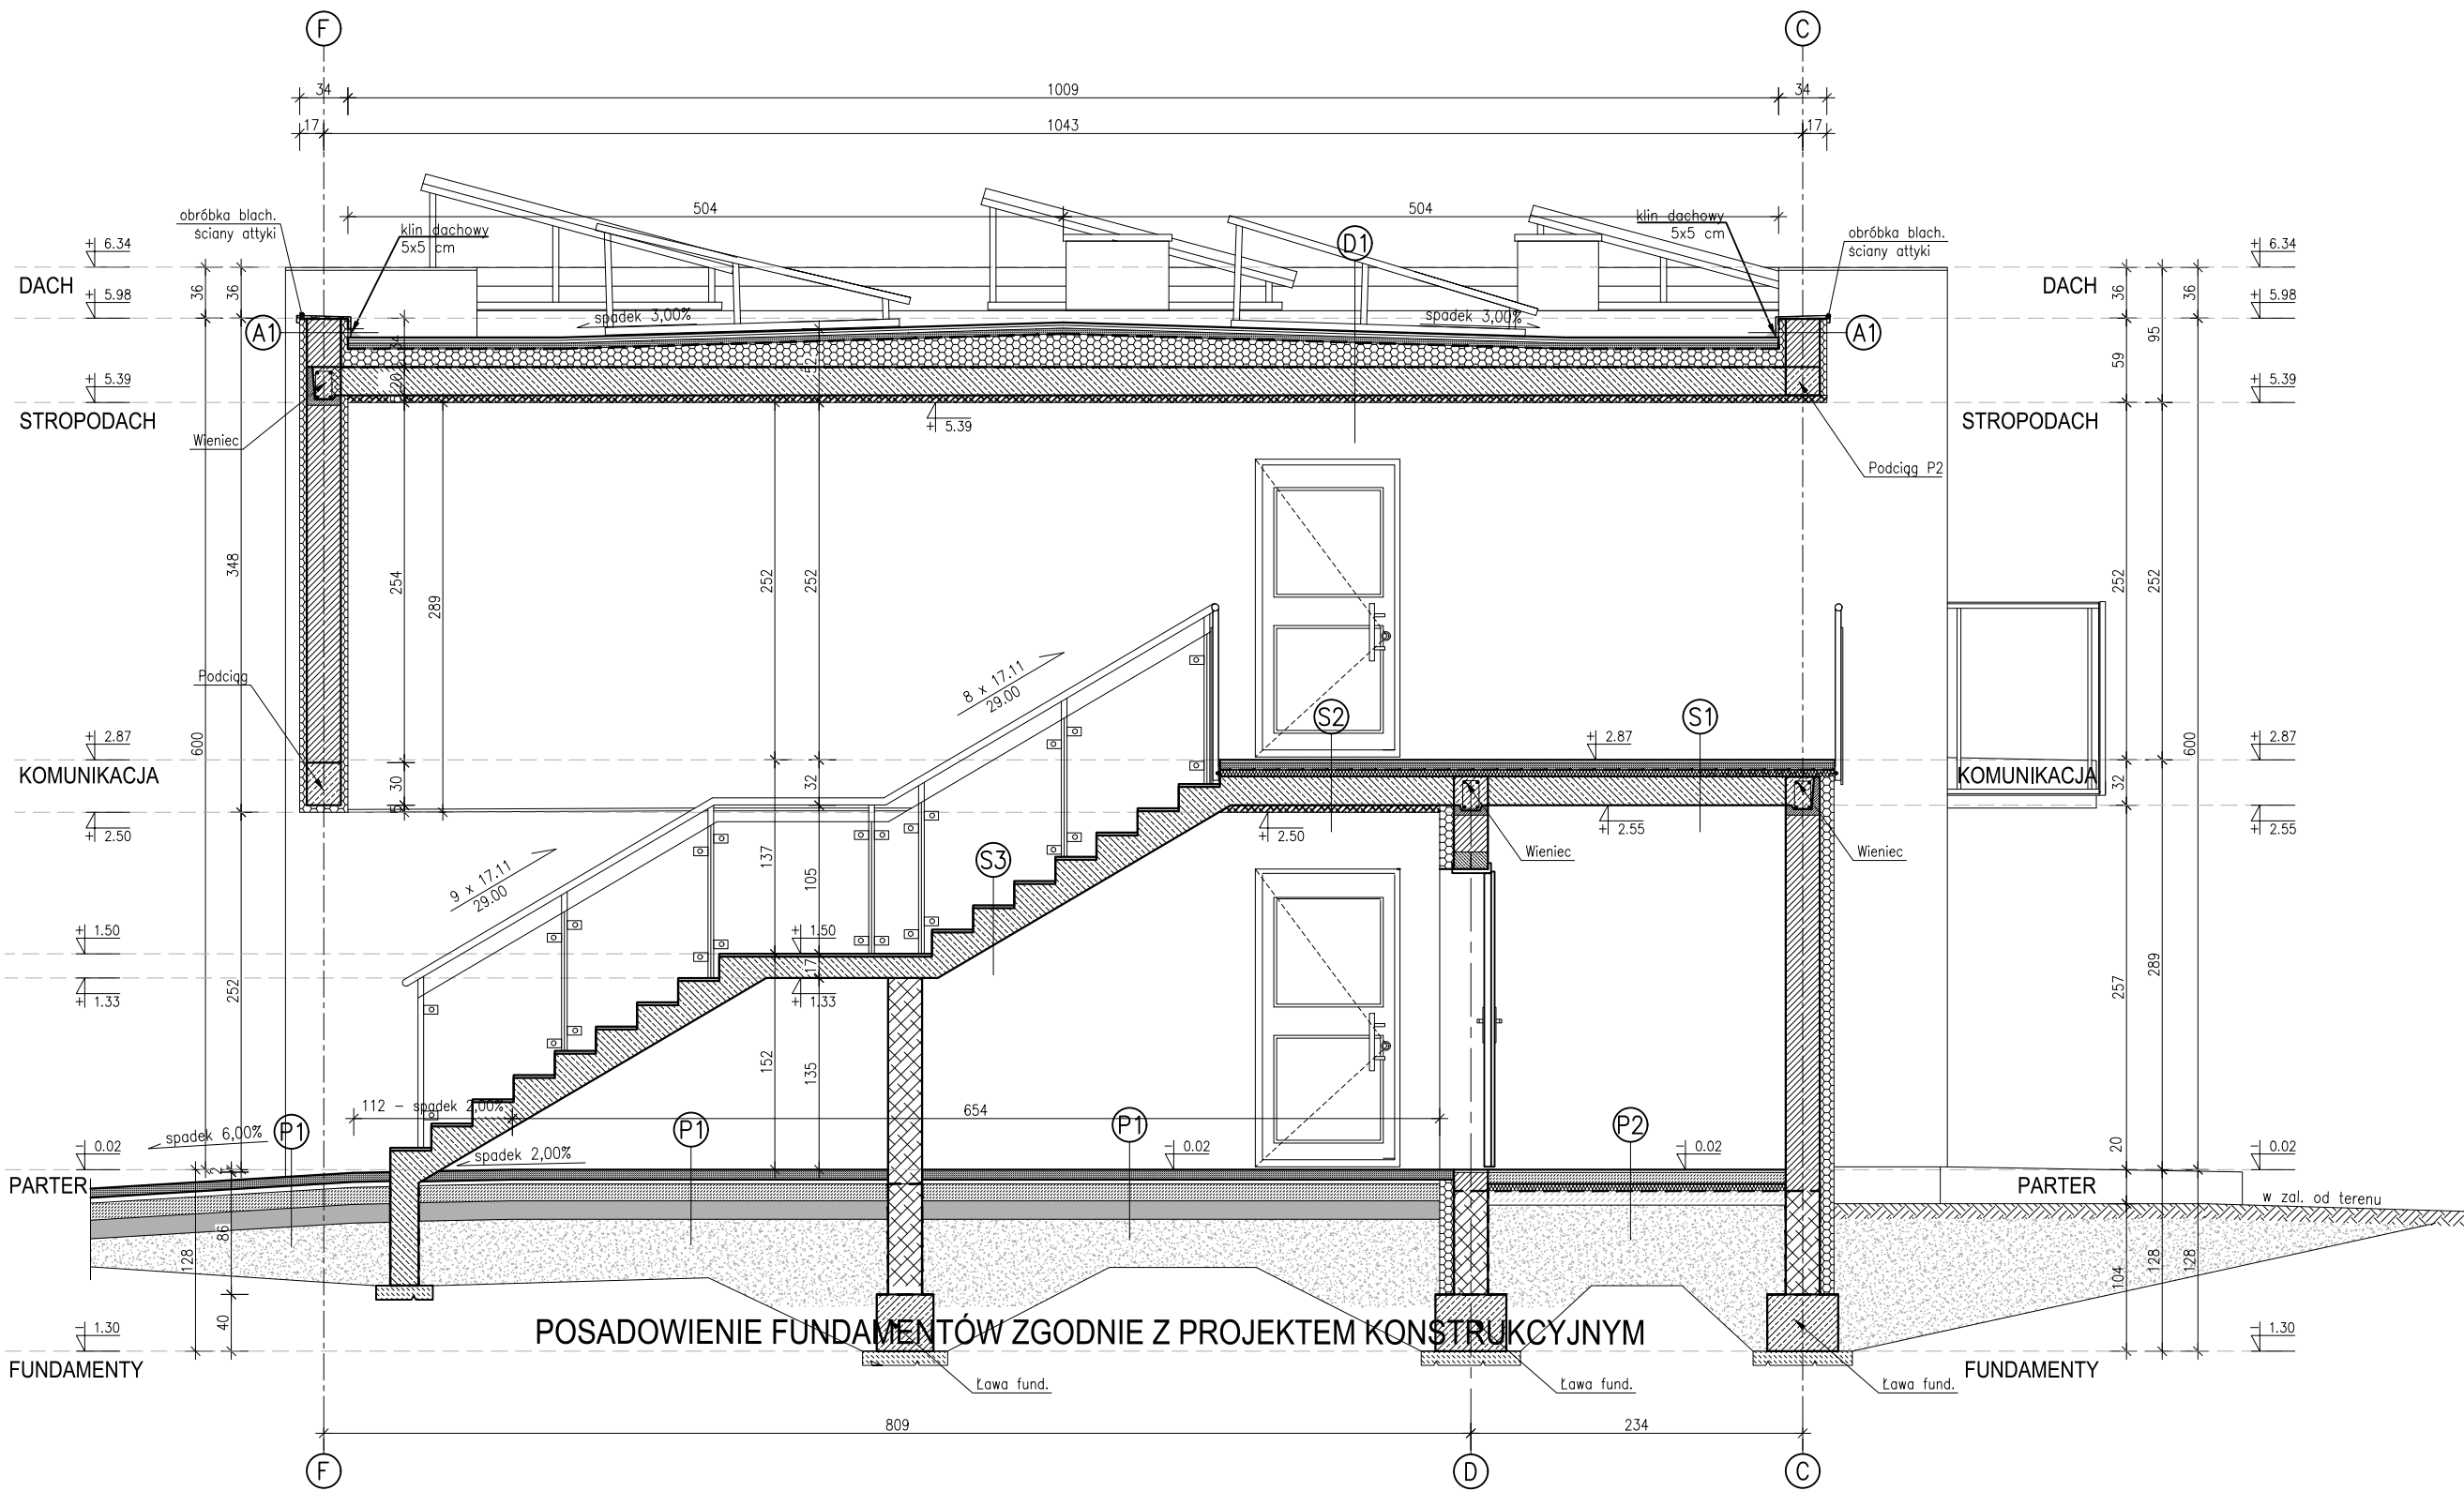 F
C
34
1009
34
17
1043
17
504
504
obróbka blach.
ściany attyki
klin dachowy
5x5 cm
D1
klin dachowy
5x5 cm
obróbka blach.
ściany attyki
+ 6.34
+ 6.34
DACH
DACH
36
36
36
36
+ 5.98
+ 5.98
spadek 3,00%
spadek 3,00%
A1
A1
34
52
59
95
+ 5.39
20
+ 5.39
STROPODACH
STROPODACH
+ 5.39
Wieniec
Podciąg P2
348
254
289
252
252
252
252
Podciąg
8 x 17.11
29.00
S2
S1
+ 2.87
600
+ 2.87
600
+ 2.87
KOMUNIKACJA
KOMUNIKACJA
30
32
32
5
+ 2.50
+ 2.50
+ 2.55
+ 2.55
137
105
S3
Wieniec
Wieniec
9 x 17.11
29.00
+ 1.50
+ 1.50
17
+ 1.33
+ 1.33
252
257
289
152
135
112 – spadek 2,00%
654
spadek 6,00%
P1
P1
P1
P2
- 0.02
spadek 2,00%
- 0.02
- 0.02
20
- 0.02
PARTER
PARTER
w zal. od terenu
86
128
104
128
128
40
- 1.30
POSADOWIENIE FUNDAMENTÓW ZGODNIE Z PROJEKTEM KONSTRUKCYJNYM
- 1.30
FUNDAMENTY
FUNDAMENTY
Ława fund.
Ława fund.
Ława fund.
809
234
F
D
C